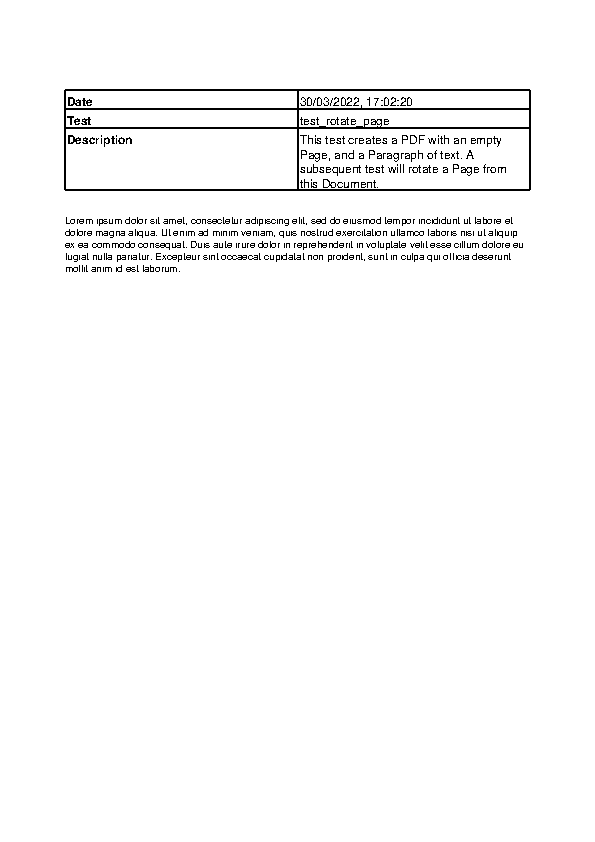 Date 30/03/2022, 17:02:20
Test test_rotate_page
Description This test creates a PDF with an empty
Page, and a Paragraph of text. A
subsequent test will rotate a Page from
this Document.
Lorem ipsum dolor sit amet, consectetur adipiscing elit, sed do eiusmod tempor incididunt ut labore et
dolore magna aliqua. Ut enim ad minim veniam, quis nostrud exercitation ullamco laboris nisi ut aliquip
ex ea commodo consequat. Duis aute irure dolor in reprehenderit in voluptate velit esse cillum dolore eu
fugiat nulla pariatur. Excepteur sint occaecat cupidatat non proident, sunt in culpa qui officia deserunt
mollit anim id est laborum.